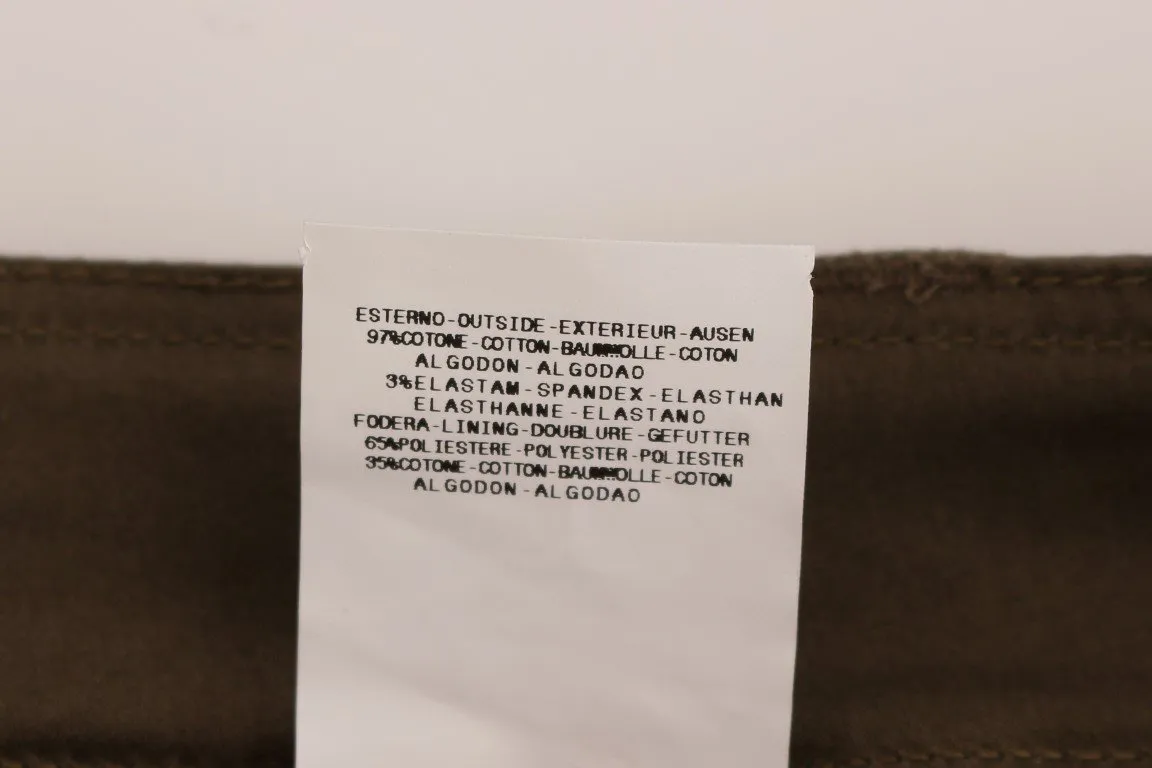 ESTERNO-OUTSIDE-EXTERIEUR-AUSEN
97%COTONE-COTTON-BAUMWOLLE-COTON
ALGODON-ALGODAO
3%ELASTAM-SPANDEX-ELASTHAN
ELASTHANNE-ELASTANO
FODERA-LINING-DOUBLURE-GEFUTTER
65%POLIESTERE-POLYESTER-POLIESTER
35%COTONE-COTTON-BAUMWOLLE-COTON
ALGODON-ALGODAO